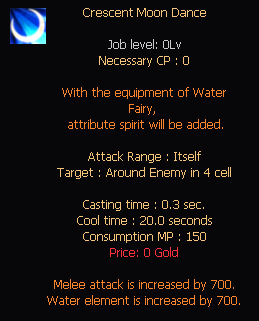 Crescent Moon Dance
Job level: 0Lv
Necessary CP : 0
With the equipment of Water
Fairy,
attribute spirit will be added.
Attack Range : Itself
Target : Around Enemy in 4 cell
Casting time : 0.3 sec.
Cool time : 20.0 seconds
Consumption MP : 150
Price: 0 Gold
Melee attack is increased by 700.
Water element is increased by 700.